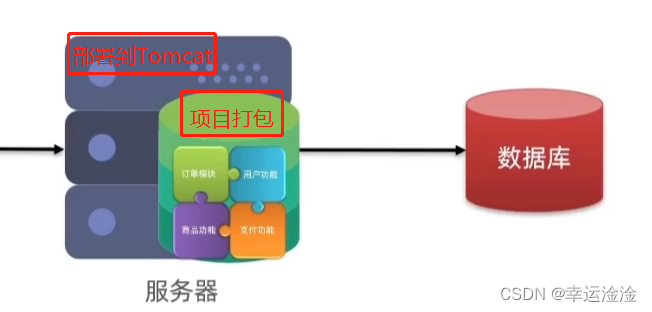 部署到Tomcat
项目打包
订单模块
用户功能
商品功能
支付功能
数据库
服务器
CSDN @幸运淦淦